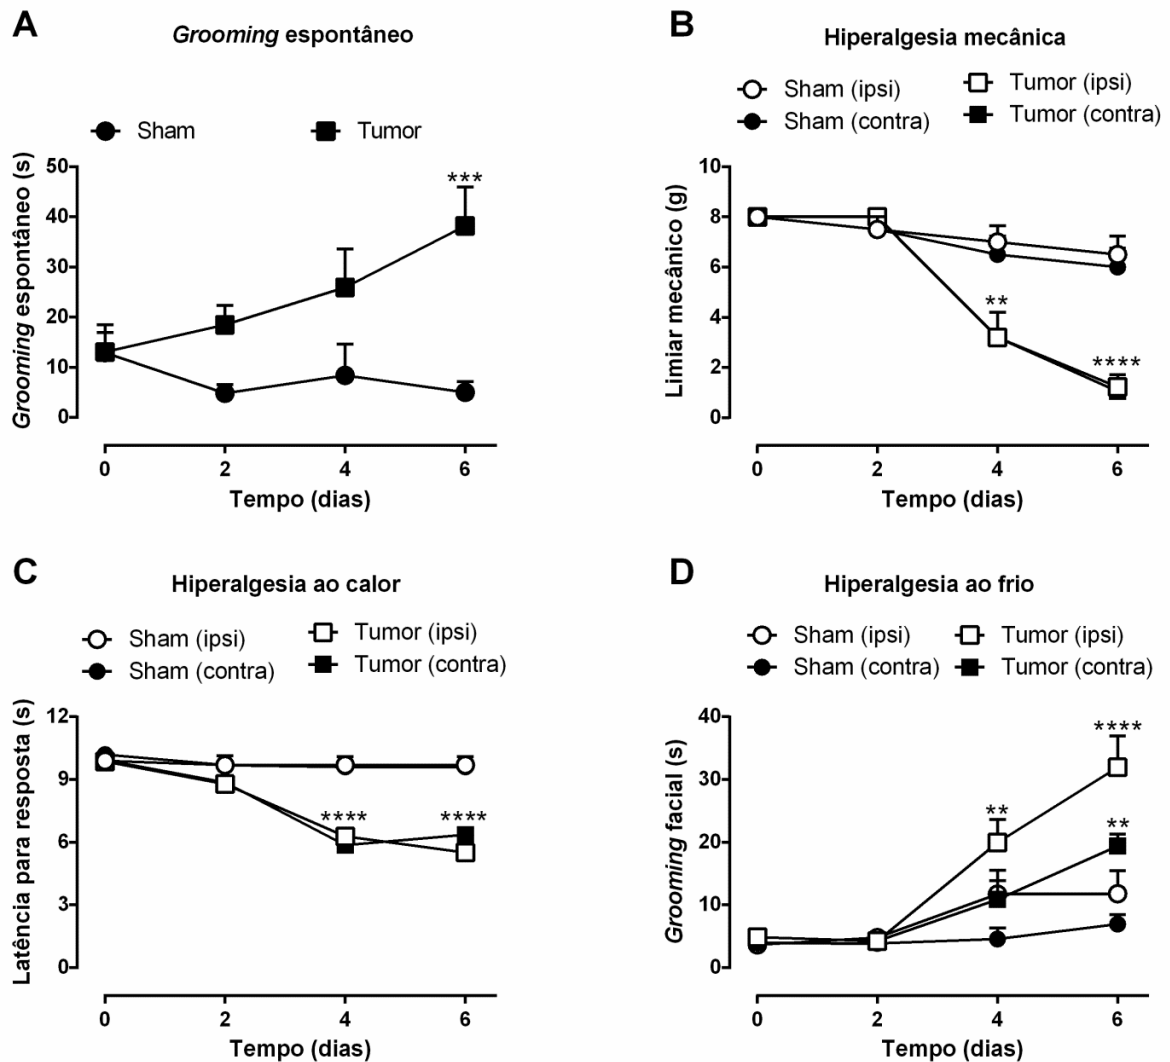 A
Grooming espontâneo
Sham
Tumor
Grooming espontâneo (s)
50
40
30
20
10
0
***
0 2 4 6
Tempo (dias)
B
Hiperalgesia mecânica
Sham (ipsi)
Tumor (ipsi)
Sham (contra)
Tumor (contra)
Limiar mecânico (g)
10
8
6
4
2
0
**
****
0 2 4 6
Tempo (dias)
C
Hiperalgesia ao calor
Sham (ipsi)
Tumor (ipsi)
Sham (contra)
Tumor (contra)
Latência para resposta (s)
12
9
6
3
0
****
****
0 2 4 6
Tempo (dias)
D
Hiperalgesia ao frio
Sham (ipsi)
Tumor (ipsi)
Sham (contra)
Tumor (contra)
Grooming facial (s)
40
30
20
10
0
**
****
**
0 2 4 6
Tempo (dias)